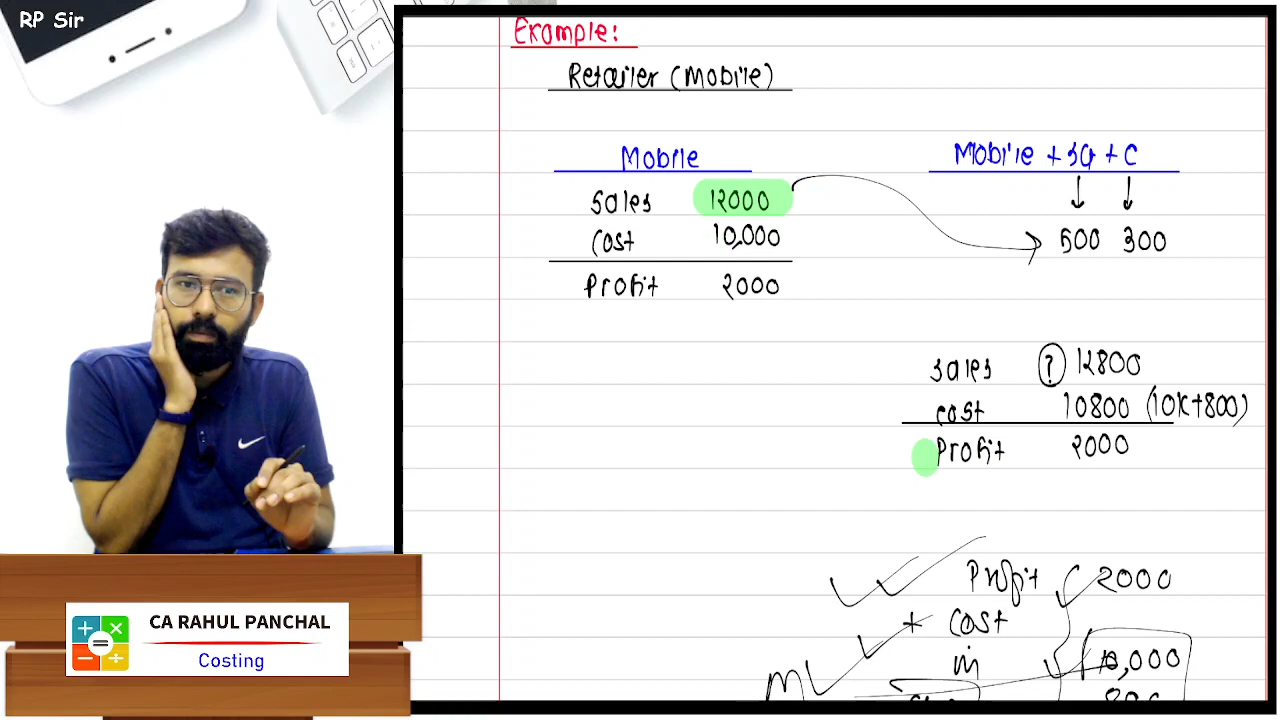 RP Sir
Example:
Retailer (Mobile)
Mobile
Sales 12000
Cost 10,000
Profit 2000
Mobile + SG + C
500 300
Sales ? 12800
Cost 10800 (10K+800)
Profit 2000
Profit 2000
+ Cost
in
10,000
M
CA RAHUL PANCHAL
Costing